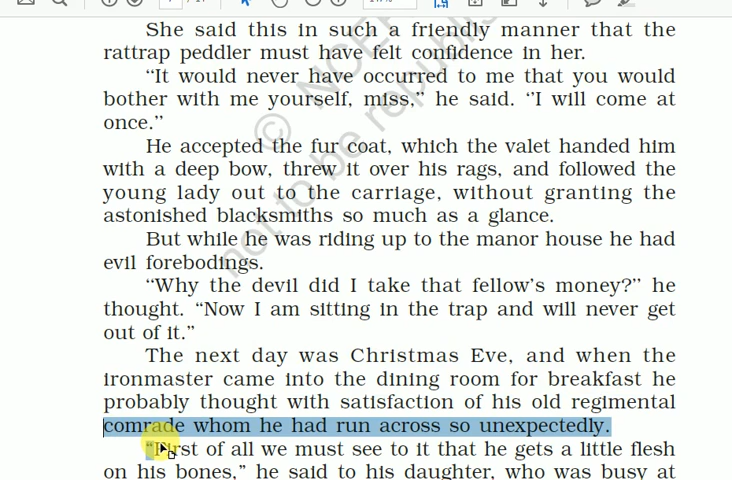 She said this in such a friendly manner that the
rattrap peddler must have felt confidence in her.
“It would never have occurred to me that you would
bother with me yourself, miss,” he said. ‘’I will come at
once.”
He accepted the fur coat, which the valet handed him
with a deep bow, threw it over his rags, and followed the
young lady out to the carriage, without granting the
astonished blacksmiths so much as a glance.
But while he was riding up to the manor house he had
evil forebodings.
“Why the devil did I take that fellow’s money?” he
thought. “Now I am sitting in the trap and will never get
out of it.”
The next day was Christmas Eve, and when the
ironmaster came into the dining room for breakfast he
probably thought with satisfaction of his old regimental
comrade whom he had run across so unexpectedly.
“First of all we must see to it that he gets a little flesh
on his bones,” he said to his daughter, who was busy at
© NCE
not to be republis